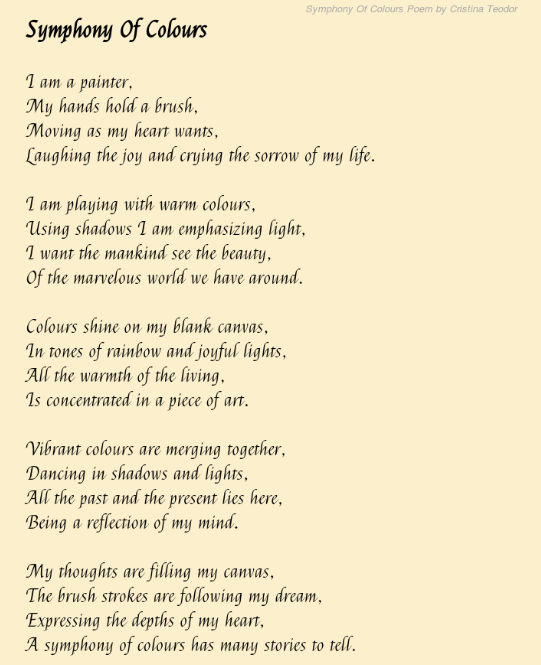 Symphony Of Colours Poem by Cristina Teodor
Symphony Of Colours
I am a painter,
My hands hold a brush,
Moving as my heart wants,
Laughing the joy and crying the sorrow of my life.
I am playing with warm colours,
Using shadows I am emphasizing light,
I want the mankind see the beauty,
Of the marvelous world we have around.
Colours shine on my blank canvas,
In tones of rainbow and joyful lights,
All the warmth of the living,
Is concentrated in a piece of art.
Vibrant colours are merging together,
Dancing in shadows and lights,
All the past and the present lies here,
Being a reflection of my mind.
My thoughts are filling my canvas,
The brush strokes are following my dream,
Expressing the depths of my heart,
A symphony of colours has many stories to tell.